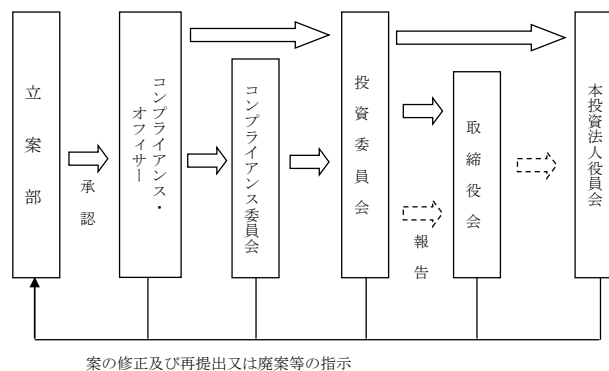 立案部
承認
コンプライアンス・
オフィサー
コンプライアンス委員会
投資委員会
報告
取締役会
本投資法人役員会
案の修正及び再提出又は廃案等の指示